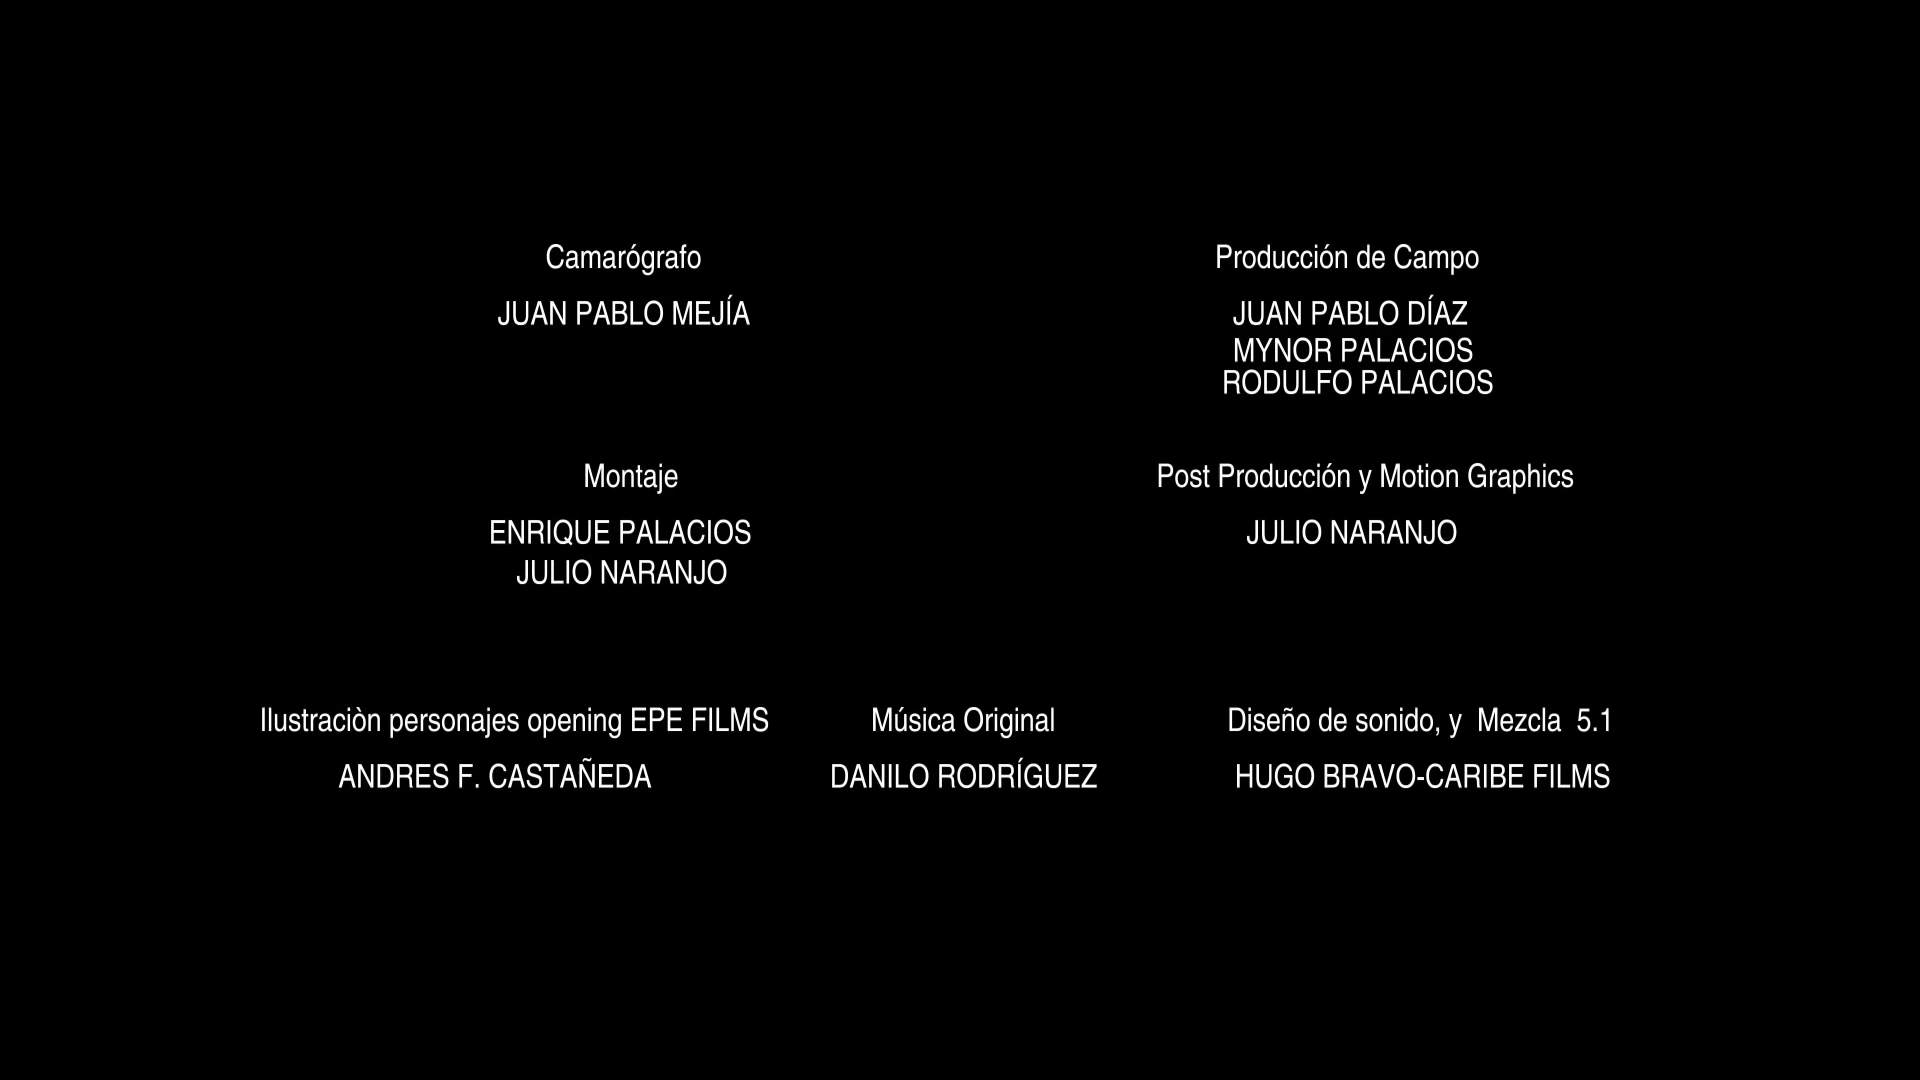 Camarógrafo
JUAN PABLO MEJÍA
Producción de Campo
JUAN PABLO DÍAZ
MYNOR PALACIOS
RODULFO PALACIOS
Montaje
ENRIQUE PALACIOS
JULIO NARANJO
Post Producción y Motion Graphics
JULIO NARANJO
Ilustraciòn personajes opening EPE FILMS
ANDRES F. CASTAÑEDA
Música Original
DANILO RODRÍGUEZ
Diseño de sonido, y  Mezcla  5.1
HUGO BRAVO-CARIBE FILMS